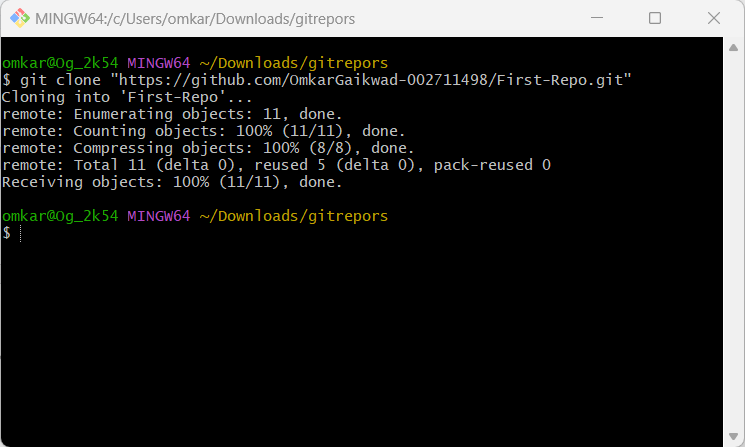 MINGW64:/c/Users/omkar/Downloads/gitrepors
omkar@Og_2k54 MINGW64 ~/Downloads/gitrepors
$ git clone "https://github.com/OmkarGaikwad-002711498/First-Repo.git"
Cloning into 'First-Repo'...
remote: Enumerating objects: 11, done.
remote: Counting objects: 100% (11/11), done.
remote: Compressing objects: 100% (8/8), done.
remote: Total 11 (delta 0), reused 5 (delta 0), pack-reused 0
Receiving objects: 100% (11/11), done.
omkar@Og_2k54 MINGW64 ~/Downloads/gitrepors
$